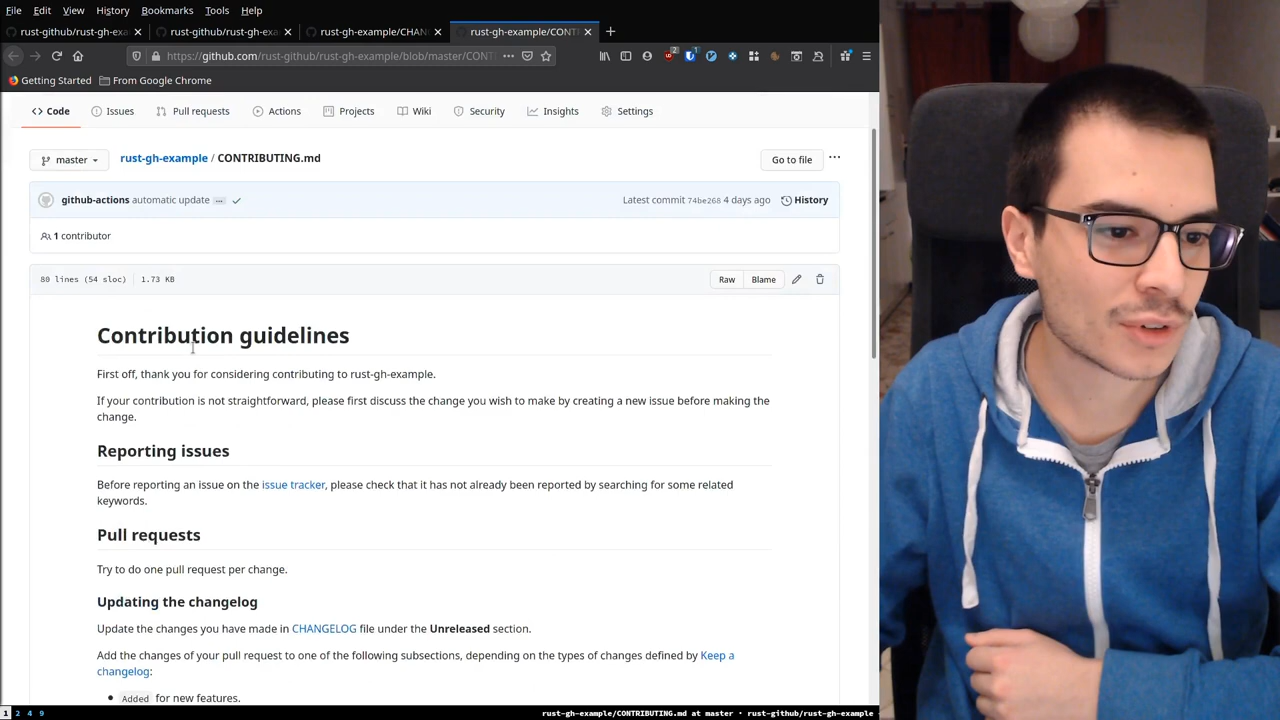 File Edit View History Bookmarks Tools Help
rust-github/rust-gh-exa rust-github/rust-gh-exa rust-gh-example/CHAN rust-gh-example/CONT
https://github.com/rust-github/rust-gh-example/blob/master/CONT
2 1
Getting Started From Google Chrome
Code Issues Pull requests Actions Projects Wiki Security Insights Settings
master rust-gh-example / CONTRIBUTING.md Go to file
github-actions automatic update Latest commit 74be268 4 days ago History
1 contributor
80 lines (54 sloc) 1.73 KB Raw Blame
Contribution guidelines
First off, thank you for considering contributing to rust-gh-example.
If your contribution is not straightforward, please first discuss the change you wish to make by creating a new issue before making the
change.
Reporting issues
Before reporting an issue on the issue tracker, please check that it has not already been reported by searching for some related
keywords.
Pull requests
Try to do one pull request per change.
Updating the changelog
Update the changes you have made in CHANGELOG file under the Unreleased section.
Add the changes of your pull request to one of the following subsections, depending on the types of changes defined by Keep a
changelog:
Added for new features.
1 2 4 9 rust-gh-example/CONTRIBUTING.md at master · rust-github/rust-gh-example